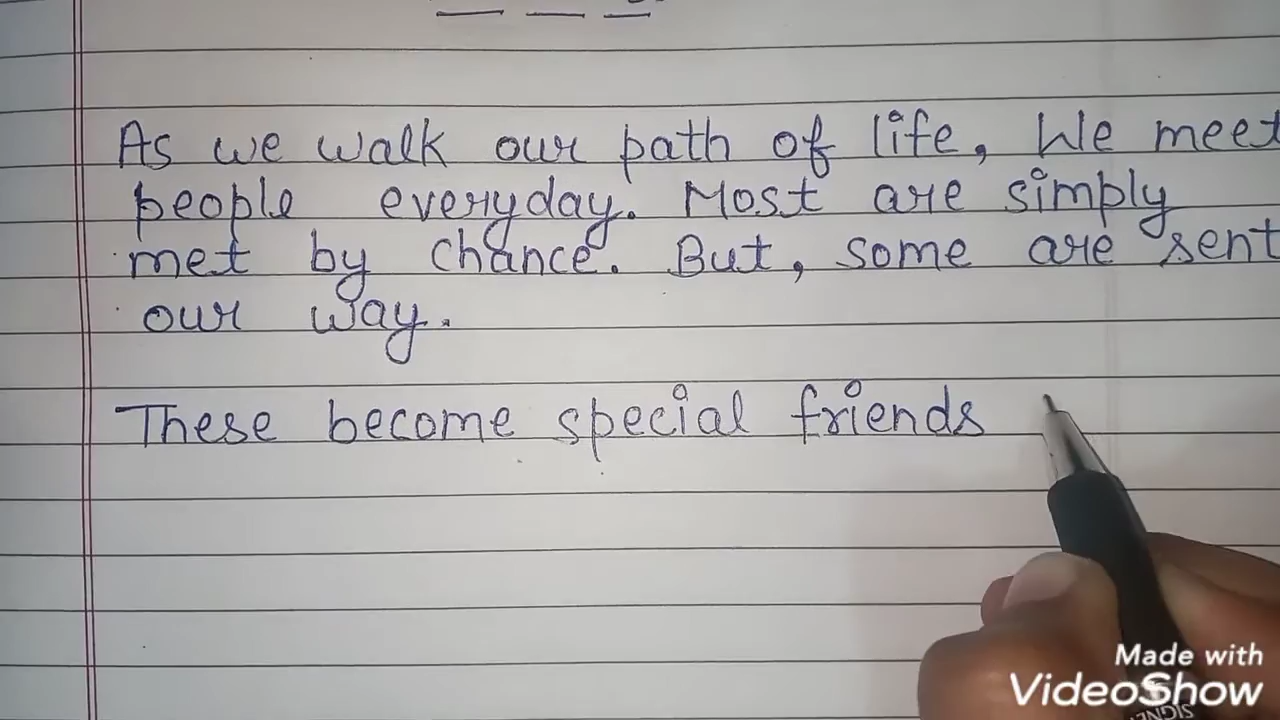 As we walk our path of life, We meet
people everyday. Most are simply
met by chance. But, some are sent
our way.
These become special friends
Made with
VideoShow
SIGNE